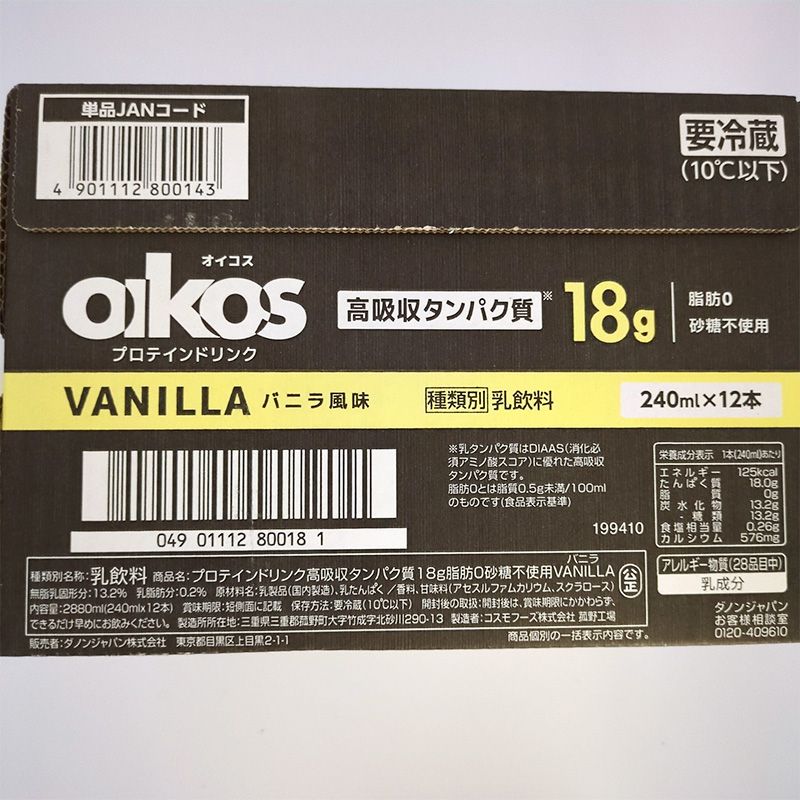 単品JANコード
4 901112 800143
要冷蔵
(10℃以下)
オイコス
oikos
プロテインドリンク
高吸収タンパク質※ 18g
脂肪0
砂糖不使用
VANILLA バニラ風味 種類別 乳飲料 240ml×12本
※乳タンパク質はDIAAS(消化必
須アミノ酸スコア)に優れた高吸収
タンパク質です。
脂肪0とは脂質0.5g未満/100ml
のものです(食品表示基準)
199410
049 01112 80018 1
栄養成分表示 1本(240ml)あたり
エネルギー 125kcal
たんぱく質 18.0g
脂質 0g
炭水化物 13.2g
-糖類 13.2g
食塩相当量 0.26g
カルシウム 576mg
アレルギー物質(28品目中)
乳成分
ダノンジャパン
お客様相談室
0120-409610
バニラ
種類別名称:乳飲料 商品名:プロテインドリンク高吸収タンパク質18g脂肪0砂糖不使用VANILLA
公正
無脂乳固形分:13.2% 乳脂肪分:0.2% 原材料名:乳製品(国内製造)、乳たんぱく/香料、甘味料(アセスルファムカリウム、スクラロース)
内容量:2880ml(240ml×12本) 賞味期限:短側面に記載 保存方法:要冷蔵(10℃以下) 開封後の取扱:開封後は、賞味期限にかかわらず、
できるだけ早めにお飲みください。 製造所所在地:三重県三重郡菰野町大字竹成字北砂川290-13 製造者:コスモフーズ株式会社 菰野工場
販売者:ダノンジャパン株式会社 東京都目黒区上目黒2-1-1
商品個別の一括表示内容です。